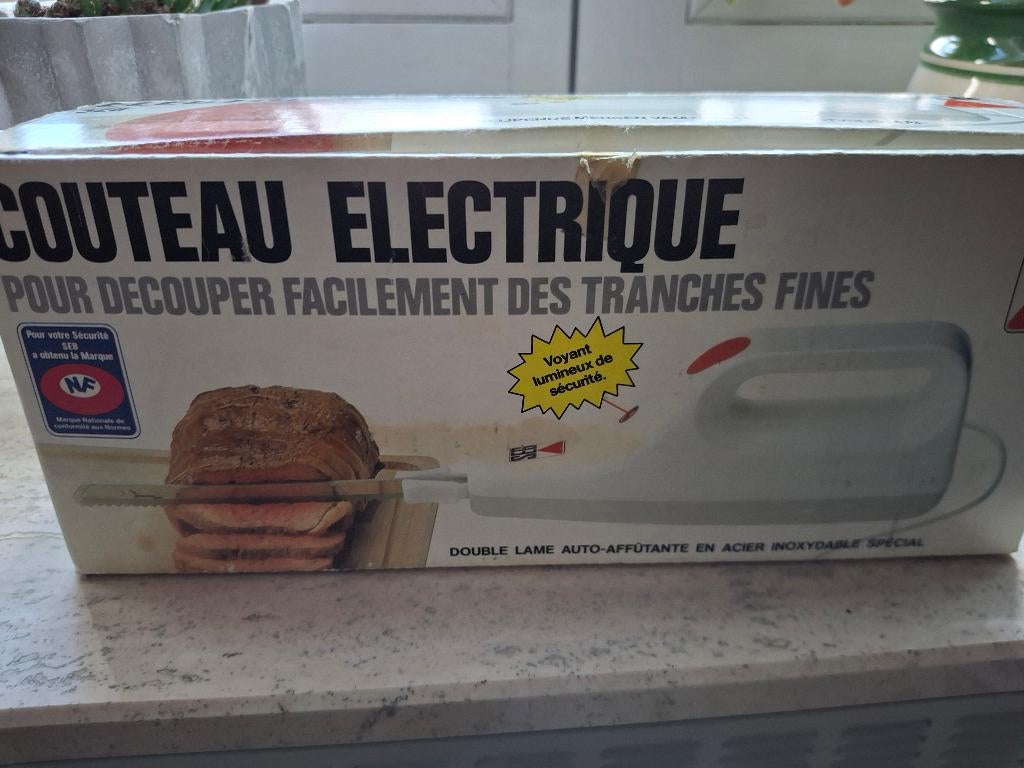 COUTEAU ELECTRIQUE
POUR DECOUPER FACILEMENT DES TRANCHES FINES
Pour votre Sécurité
SEB
a obtenu la Marque
NF
Marque Nationale de
conformité aux Normes
Voyant
lumineux de
sécurité.
SEB
DOUBLE LAME AUTO-AFFÛTANTE EN ACIER INOXYDABLE SPÉCIAL